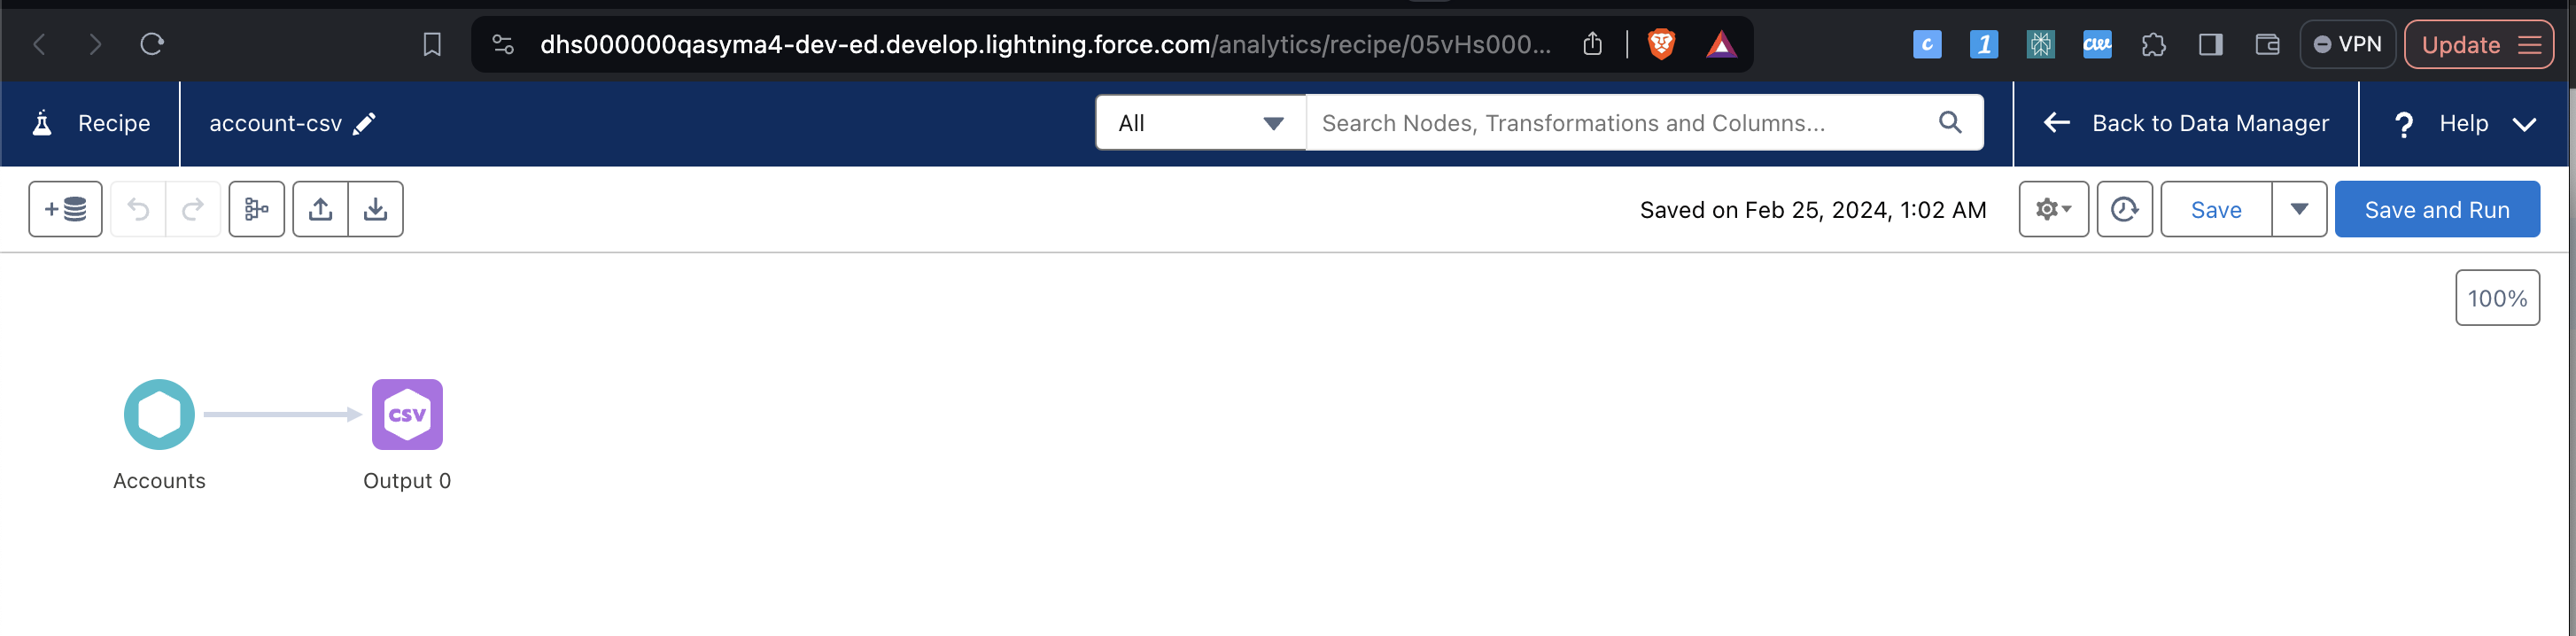 dhs000000qasyma4-dev-ed.develop.lightning.force.com/analytics/recipe/05vHs000...
VPN
Update
Recipe
account-csv
All
Search Nodes, Transformations and Columns...
Back to Data Manager
? Help
Saved on Feb 25, 2024, 1:02 AM
Save
Save and Run
100%
CSV
Accounts
Output 0